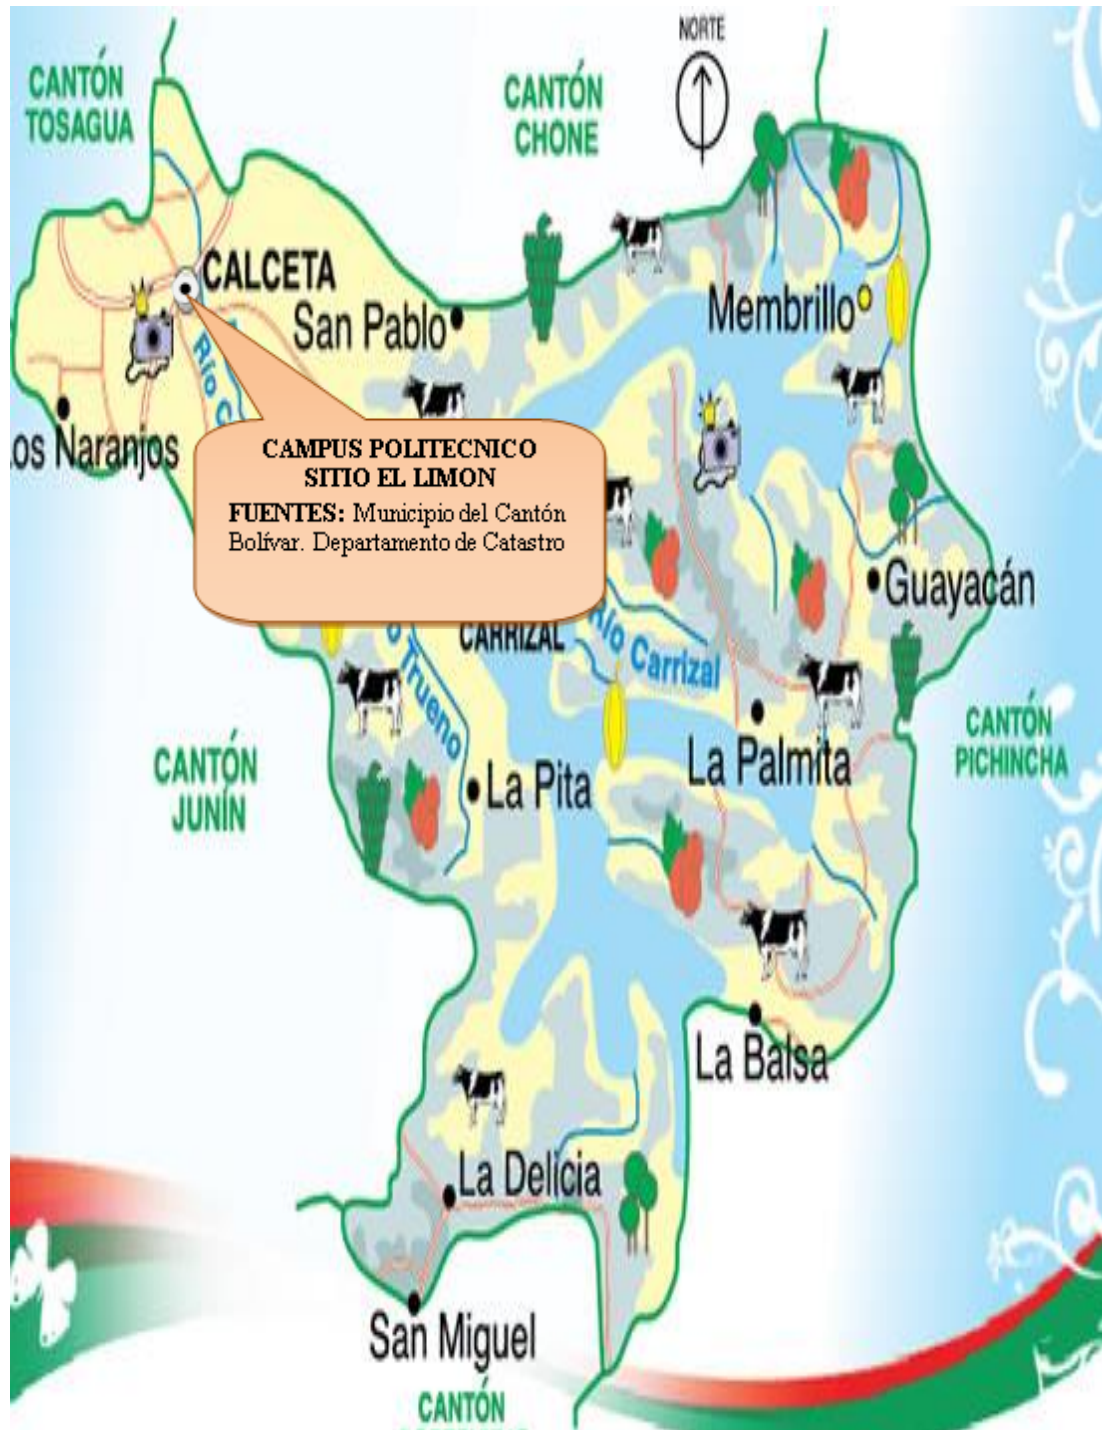 NORTE
CANTÓN
TOSAGUA
CANTÓN
CHONE
CALCETA
San Pablo
Membrillo
Río C
os Naranjos
CAMPUS POLITECNICO
SITIO EL LIMON
FUENTES: Municipio del Cantón
Bolívar. Departamento de Catastro
Guayacán
CARRIZAL
Río Carrizal
o Trueno
CANTÓN
PICHINCHA
CANTÓN
JUNÍN
La Pita
La Palmita
La Balsa
La Delicia
San Miguel
CANTÓN